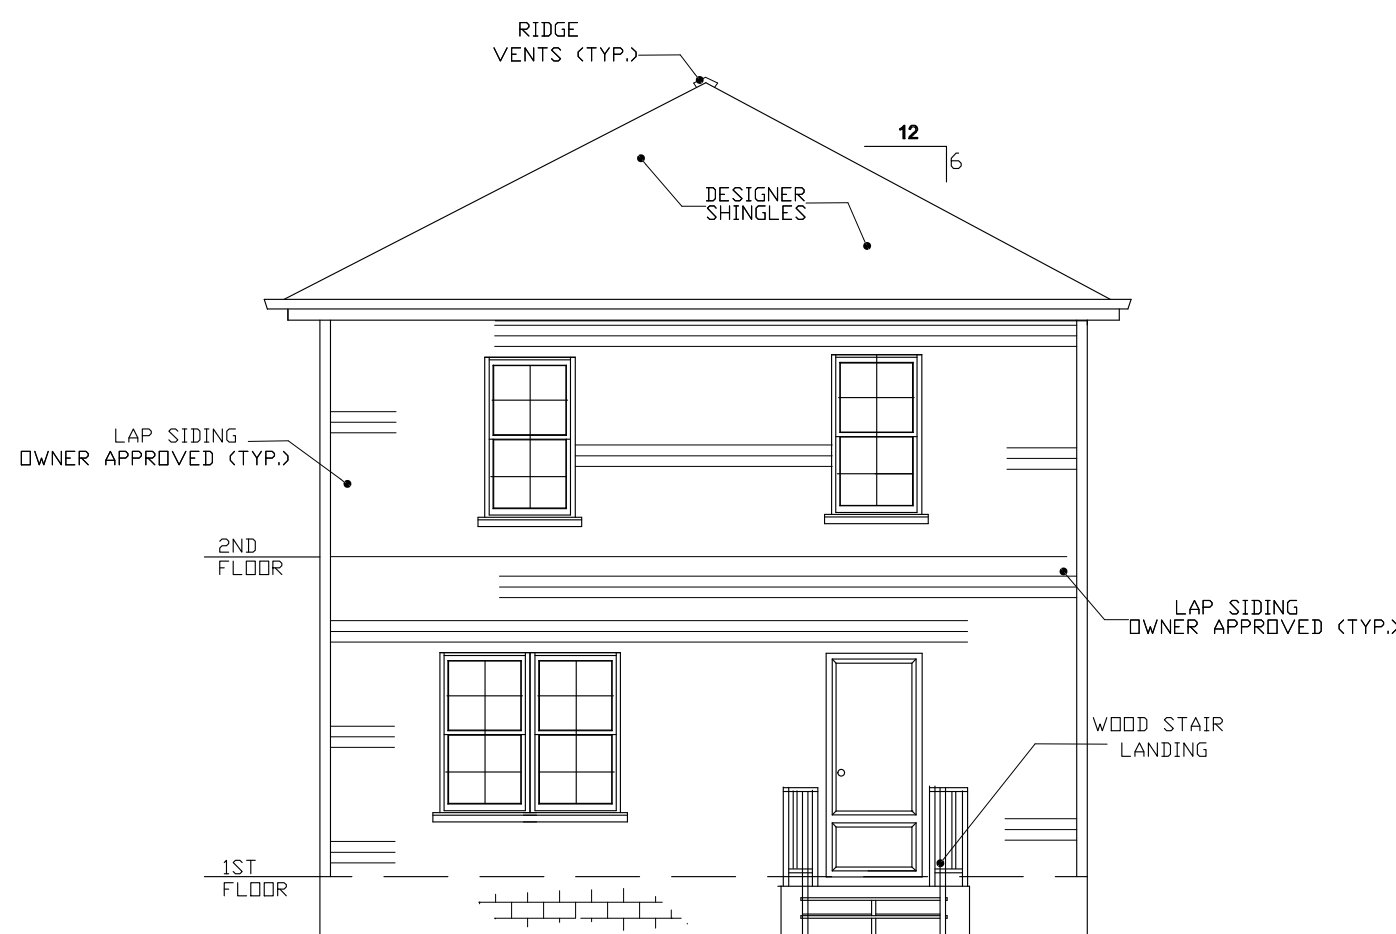 RIDGE
VENTS (TYP.)
12
6
DESIGNER
SHINGLES
LAP SIDING
OWNER APPROVED (TYP.)
2ND
FLOOR
LAP SIDING
OWNER APPROVED (TYP.)
WOOD STAIR
LANDING
1ST
FLOOR